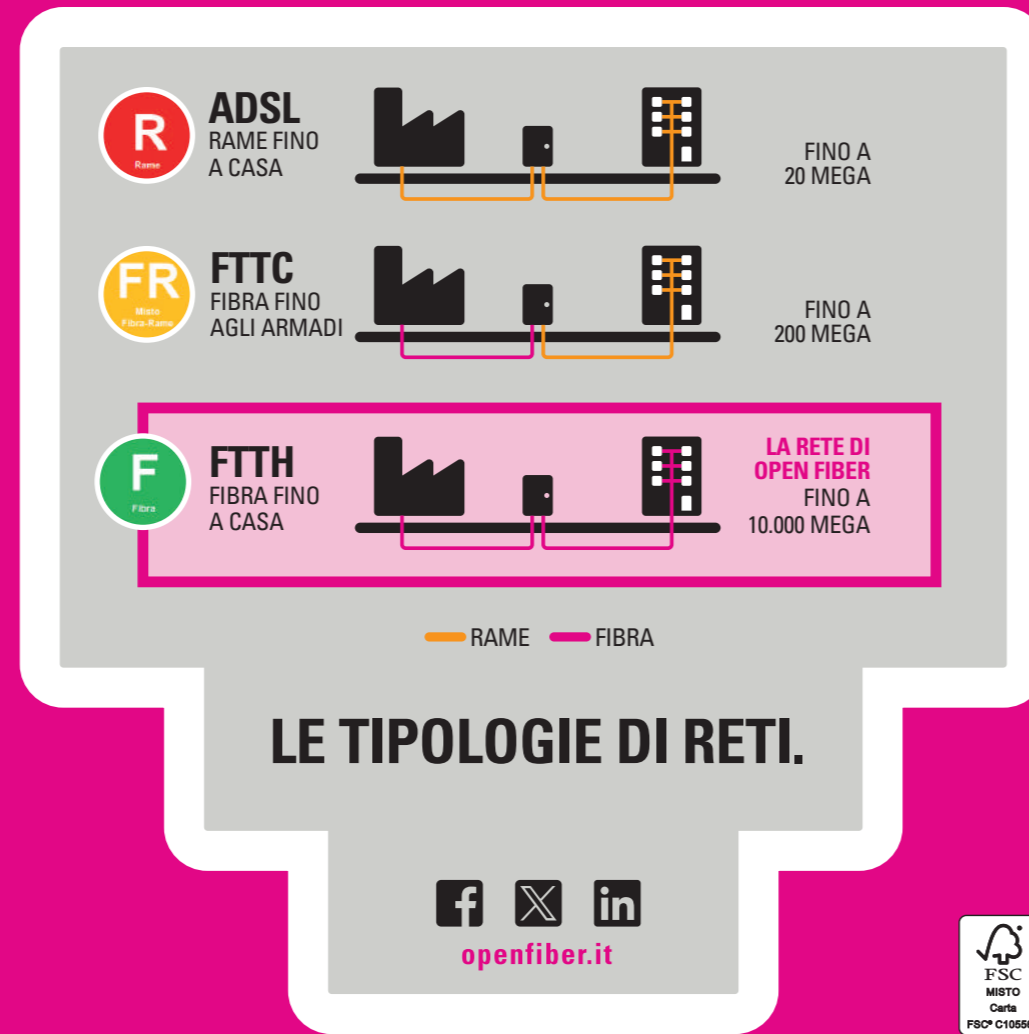 R
Rame
ADSL
RAME FINO
A CASA
FINO A
20 MEGA
FR
Misto
Fibra-Rame
FTTC
FIBRA FINO
AGLI ARMADI
FINO A
200 MEGA
F
Fibra
FTTH
FIBRA FINO
A CASA
LA RETE DI
OPEN FIBER
FINO A
10.000 MEGA
RAME FIBRA
LE TIPOLOGIE DI RETI.
openfiber.it
FSC
MISTO
Carta
FSC®